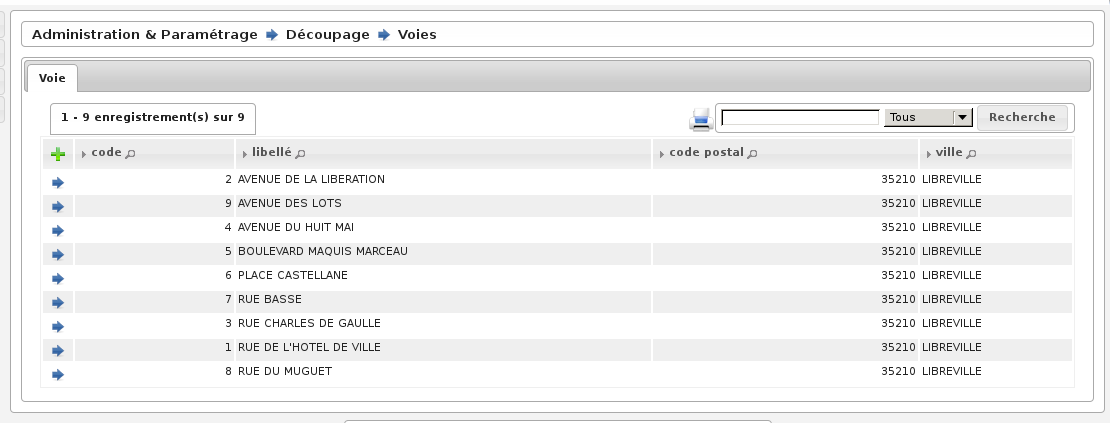 Administration & Paramétrage Découpage Voies
Voie
1 - 9 enregistrement(s) sur 9 Tous Recherche
code libellé code postal ville
2 AVENUE DE LA LIBERATION 35210 LIBREVILLE
9 AVENUE DES LOTS 35210 LIBREVILLE
4 AVENUE DU HUIT MAI 35210 LIBREVILLE
5 BOULEVARD MAQUIS MARCEAU 35210 LIBREVILLE
6 PLACE CASTELLANE 35210 LIBREVILLE
7 RUE BASSE 35210 LIBREVILLE
3 RUE CHARLES DE GAULLE 35210 LIBREVILLE
1 RUE DE L'HOTEL DE VILLE 35210 LIBREVILLE
8 RUE DU MUGUET 35210 LIBREVILLE